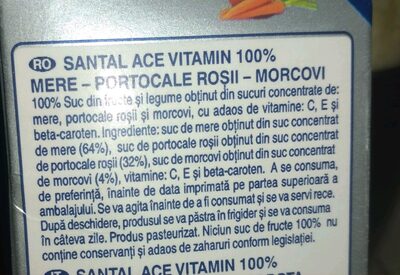 RO SANTAL ACE VITAMIN 100%
MERE – PORTOCALE ROȘII – MORCOVI
100% Suc din fructe și legume obținut din sucuri concentrate de:
mere, portocale roșii și morcovi, cu adaos de vitamine: C, E și
beta-caroten. Ingrediente: suc de mere obținut din suc concentrat
de mere (64%), suc de portocale roșii obținut din suc concentrat
de portocale roșii (32%), suc de morcovi obținut din suc concentrat
de morcovi (4%), vitamine: C, E și beta-caroten. A se consuma,
de preferință, înainte de data imprimată pe partea superioară a
ambalajului. Se va agita înainte de a fi consumat și se va servi rece.
După deschidere, produsul se va păstra în frigider și se va consuma
în câteva zile. Produs pasteurizat. Niciun suc de fructe 100% nu
conține conservanți și adaos de zaharuri conform legislației.
SANTAL ACE VITAMIN 100%